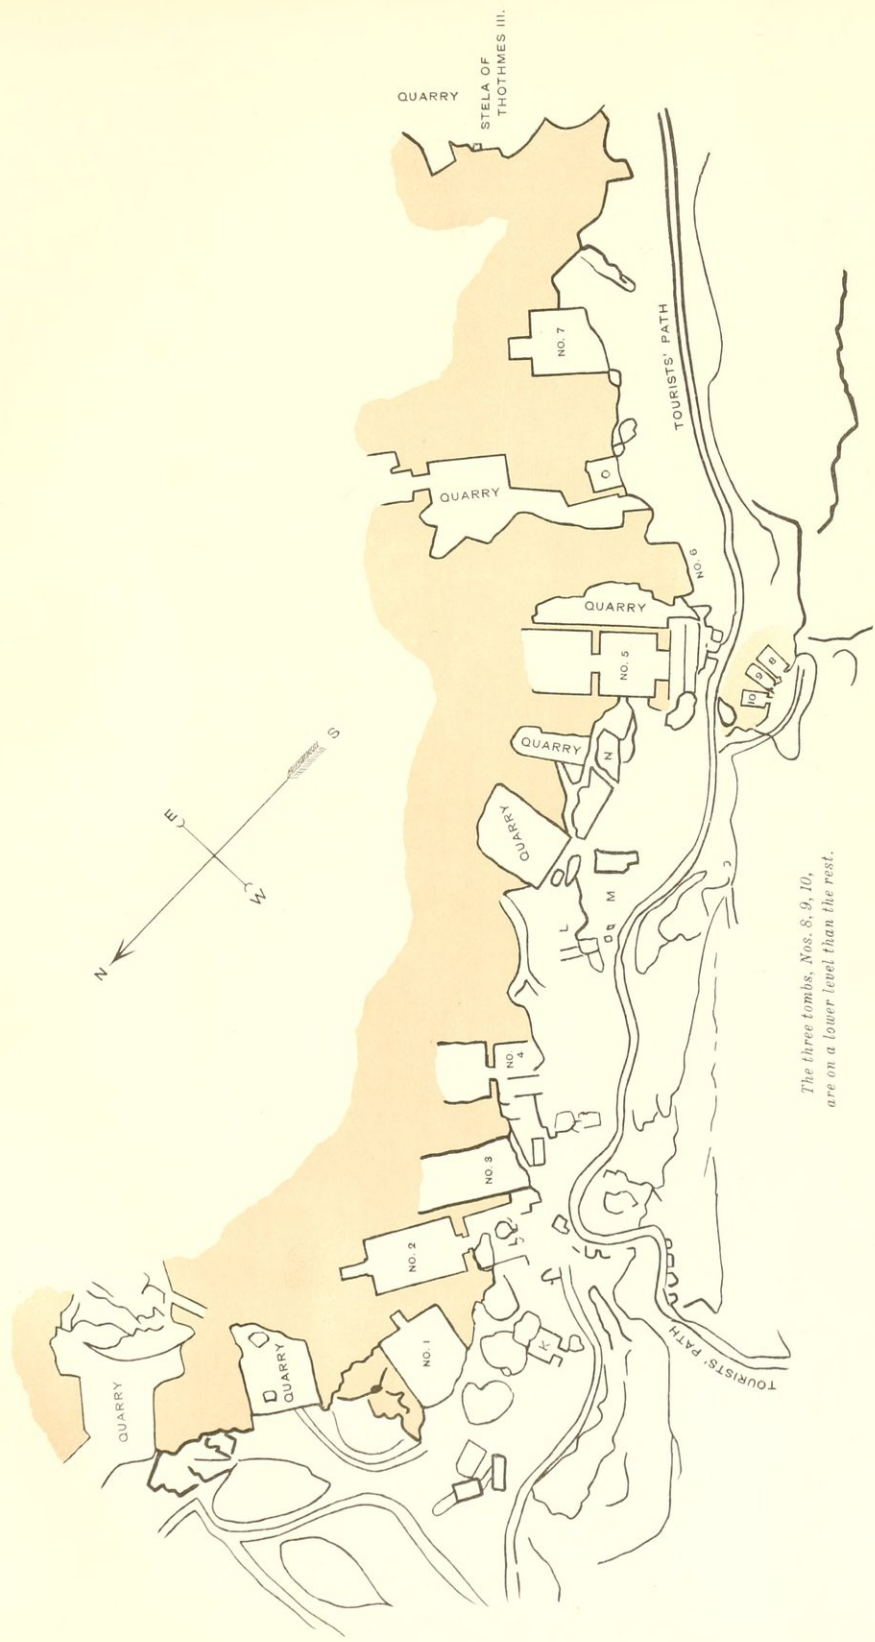 QUARRY
STELA OF
THOTHMES III.
NO. 7
TOURISTS' PATH
QUARRY
O
NO. 6
QUARRY
NO. 5
8
9
10
QUARRY
N
QUARRY
M
L
S
E
W
N
NO.
4
NO. 3
NO. 2
NO. 1
K
QUARRY
QUARRY
TOURISTS' PATH
The three tombs, Nos. 8, 9, 10,
are on a lower level than the rest.